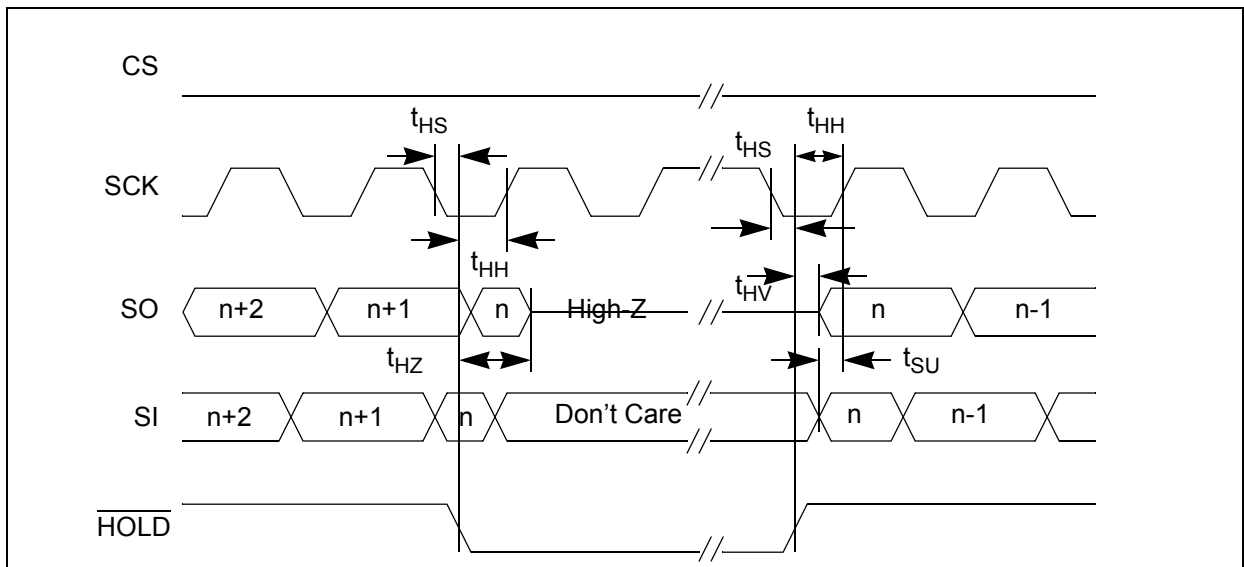 CS
tHS
tHH
tHS
SCK
tHH
tHV
SO
n+2
n+1
n
High-Z
n
n-1
tHZ
tSU
SI
n+2
n+1
n
Don't Care
n
n-1
HOLD